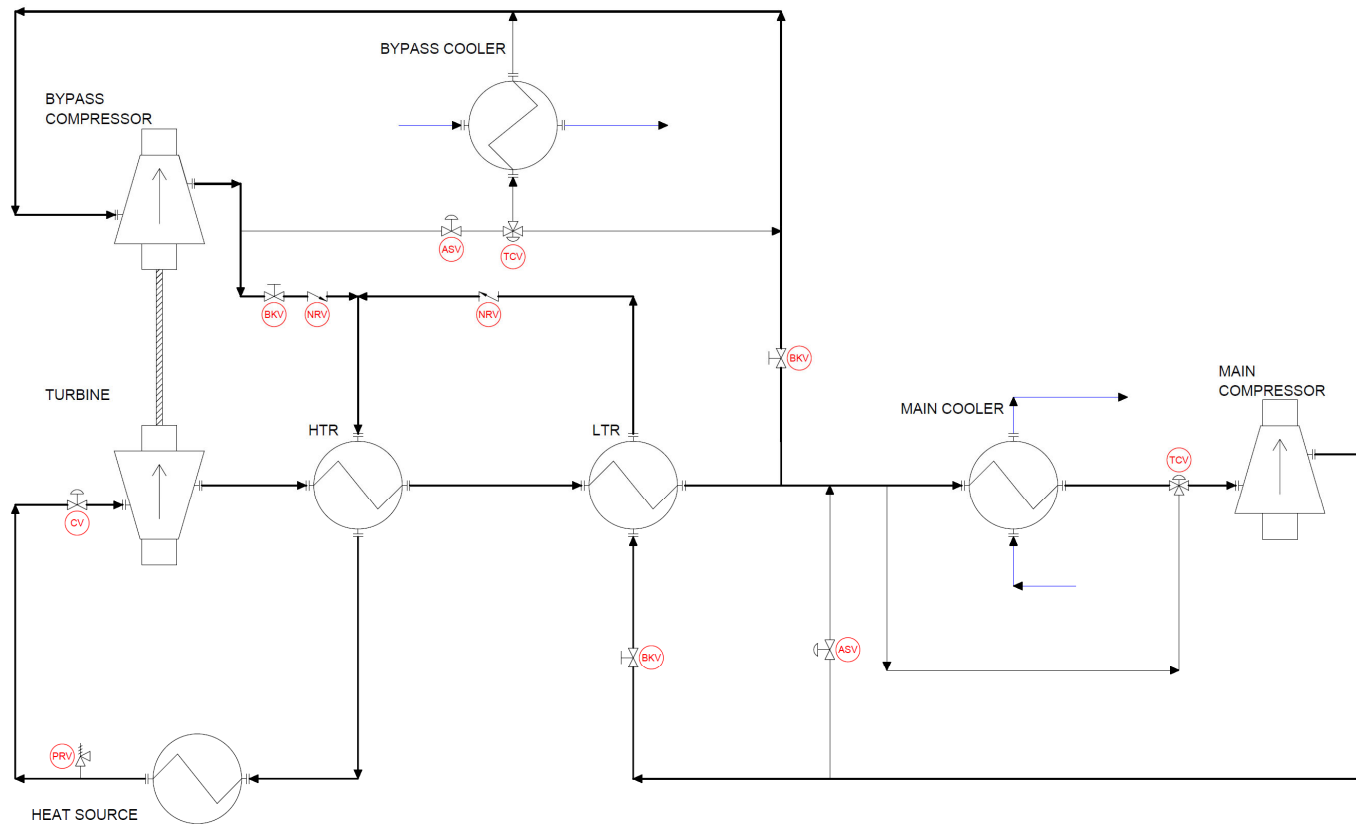 BYPASS COOLER
BYPASS
COMPRESSOR
ASV
TCV
BKV
NRV
NRV
BKV
TURBINE
MAIN
COMPRESSOR
MAIN COOLER
HTR
LTR
TCV
CV
BKV
ASV
PRV
HEAT SOURCE